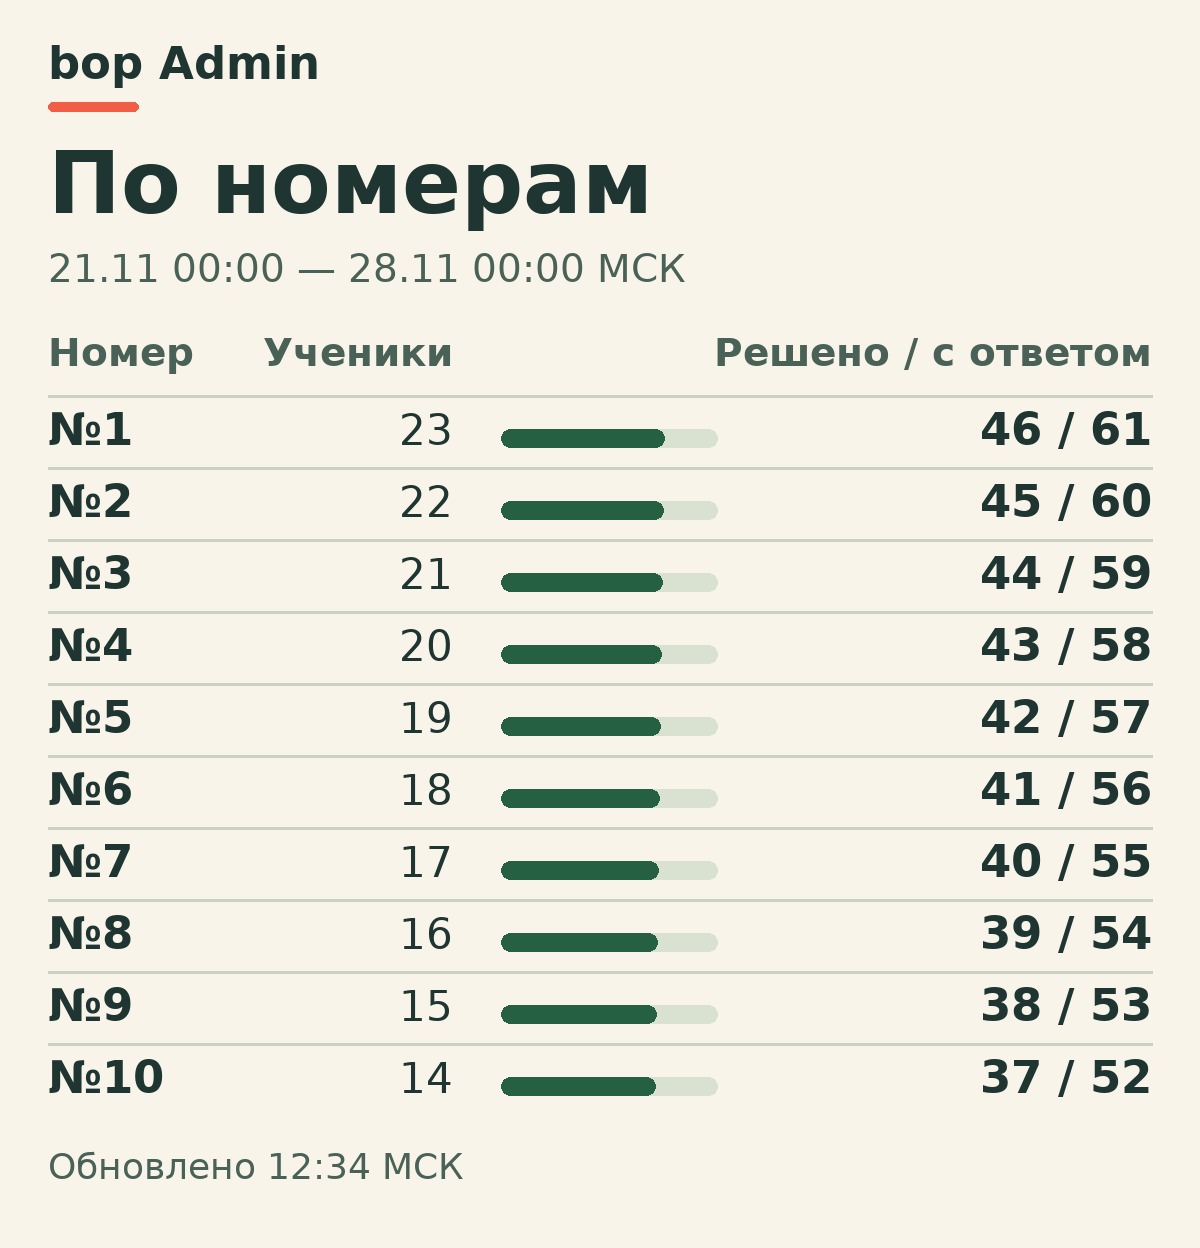 bop Admin
По номерам
21.11 00:00 — 28.11 00:00 МСК
Номер Ученики Решено / с ответом
№1 23 46 / 61
№2 22 45 / 60
№3 21 44 / 59
№4 20 43 / 58
№5 19 42 / 57
№6 18 41 / 56
№7 17 40 / 55
№8 16 39 / 54
№9 15 38 / 53
№10 14 37 / 52
Обновлено 12:34 МСК